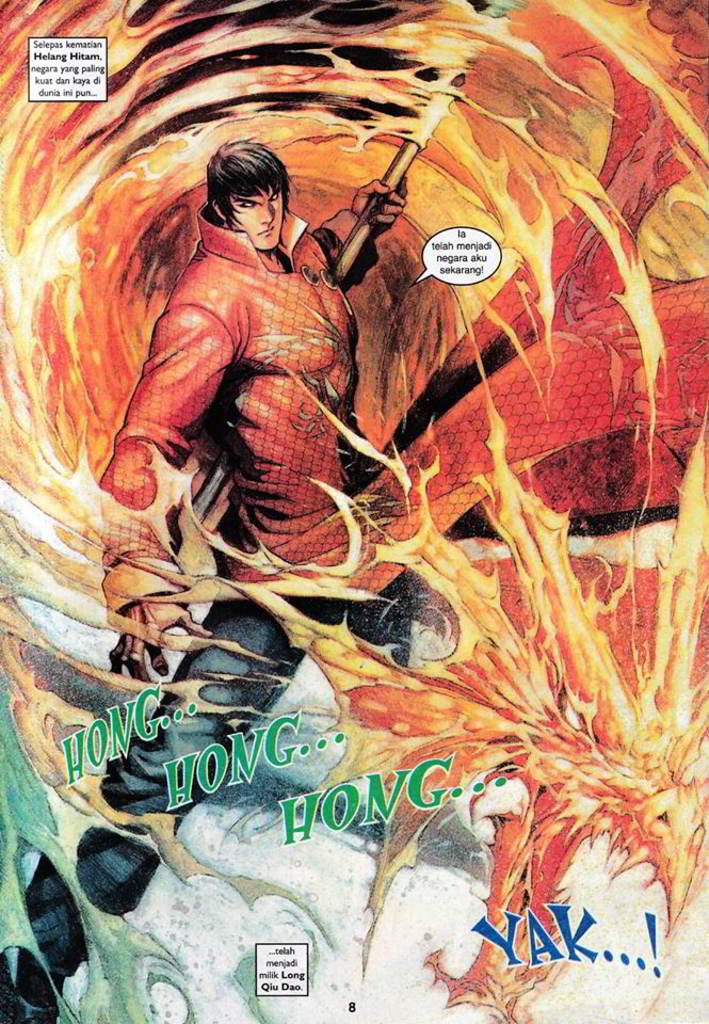 Selepas kematian
Helang Hitam,
negara yang paling
kuat dan kaya di
dunia ini pun...
Ia
telah menjadi
negara aku
sekarang!
HONG...
HONG...
HONG...
YAK...!
...telah
menjadi
milik Long
Qiu Dao.
8